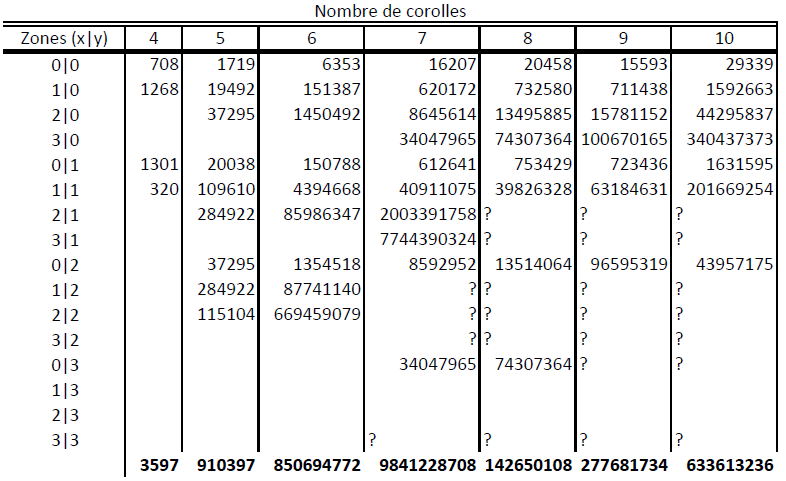 Nombre de corolles
Zones (x|y) 4 5 6 7 8 9 10
0|0 708 1719 6353 16207 20458 15593 29339
1|0 1268 19492 151387 620172 732580 711438 1592663
2|0 37295 1450492 8645614 13495885 15781152 44295837
3|0 34047965 74307364 100670165 340437373
0|1 1301 20038 150788 612641 753429 723436 1631595
1|1 320 109610 4394668 40911075 39826328 63184631 201669254
2|1 284922 85986347 2003391758 ? ? ?
3|1 7744390324 ? ? ?
0|2 37295 1354518 8592952 13514064 96595319 43957175
1|2 284922 87741140 ? ? ? ?
2|2 115104 669459079 ? ? ? ?
3|2 ? ? ? ?
0|3 34047965 74307364 ? ?
1|3
2|3
3|3 ? ? ? ?
3597 910397 850694772 9841228708 142650108 277681734 633613236